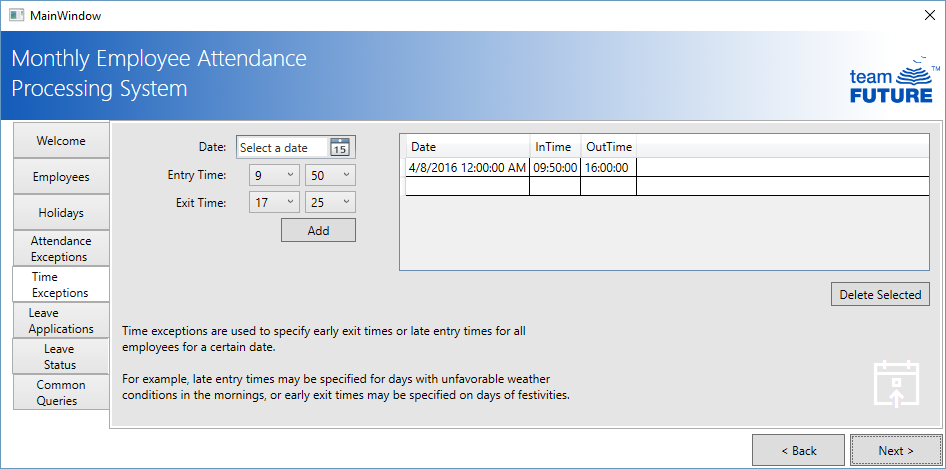 MainWindow
Monthly Employee Attendance
Processing System
team
FUTURE
TM
Welcome
Employees
Holidays
Attendance
Exceptions
Time
Exceptions
Leave
Applications
Leave
Status
Common
Queries
Date: Select a date 15
Entry Time: 9 50
Exit Time: 17 25
Add
Date InTime OutTime
4/8/2016 12:00:00 AM 09:50:00 16:00:00
Delete Selected
Time exceptions are used to specify early exit times or late entry times for all
employees for a certain date.
For example, late entry times may be specified for days with unfavorable weather
conditions in the mornings, or early exit times may be specified on days of festivities.
< Back
Next >